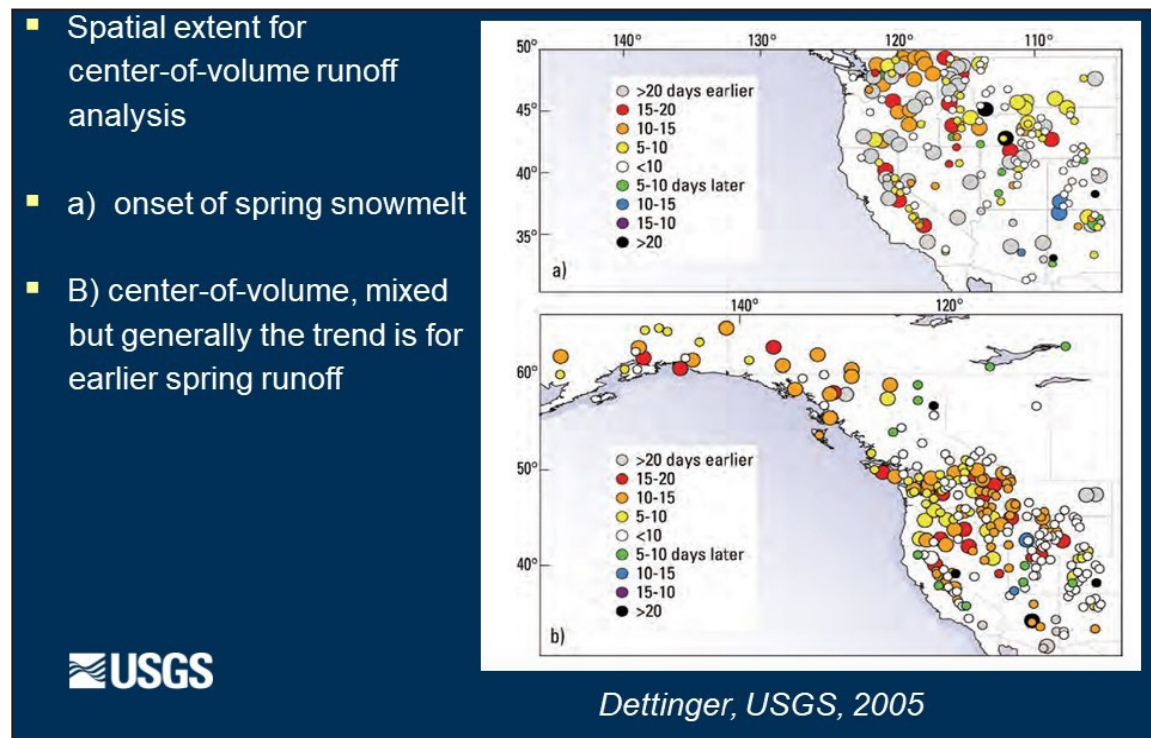 Spatial extent for
center-of-volume runoff
analysis
a) onset of spring snowmelt
B) center-of-volume, mixed
but generally the trend is for
earlier spring runoff
USGS
140° 130° 120° 110°
50°
45°
40°
35°
>20 days earlier
15-20
10-15
5-10
<10
5-10 days later
10-15
15-10
>20
a)
140° 120°
60°
50°
40°
>20 days earlier
15-20
10-15
5-10
<10
5-10 days later
10-15
15-10
>20
b)
Dettinger, USGS, 2005